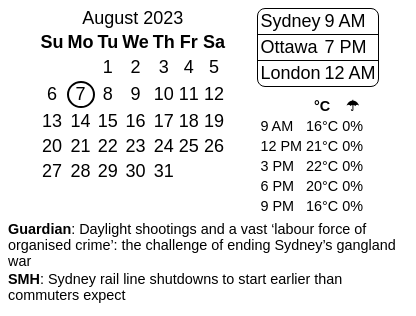 August 2023
Su Mo Tu We Th Fr Sa
1 2 3 4 5
6 7 8 9 10 11 12
13 14 15 16 17 18 19
20 21 22 23 24 25 26
27 28 29 30 31
Sydney 9 AM
Ottawa 7 PM
London 12 AM
°C ☂
9 AM 16°C 0%
12 PM 21°C 0%
3 PM 22°C 0%
6 PM 20°C 0%
9 PM 16°C 0%
Guardian: Daylight shootings and a vast ‘labour force of
organised crime’: the challenge of ending Sydney’s gangland
war
SMH: Sydney rail line shutdowns to start earlier than
commuters expect